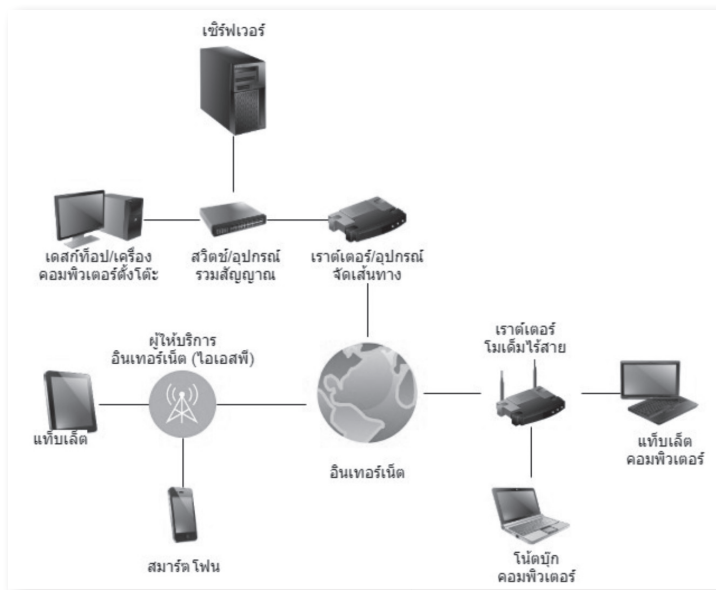 เซิร์ฟเวอร์
เดสก์ท็อป/เครื่อง
คอมพิวเตอร์ตั้งโต๊ะ
สวิตช์/อุปกรณ์
รวมสัญญาณ
เราต์เตอร์/อุปกรณ์
จัดเส้นทาง
ผู้ให้บริการ
อินเทอร์เน็ต (ไอเอสพี)
เราต์เตอร์
โมเด็มไร้สาย
แท็บเล็ต
อินเทอร์เน็ต
แท็บเล็ต
คอมพิวเตอร์
สมาร์ตโฟน
โน้ตบุ๊ก
คอมพิวเตอร์